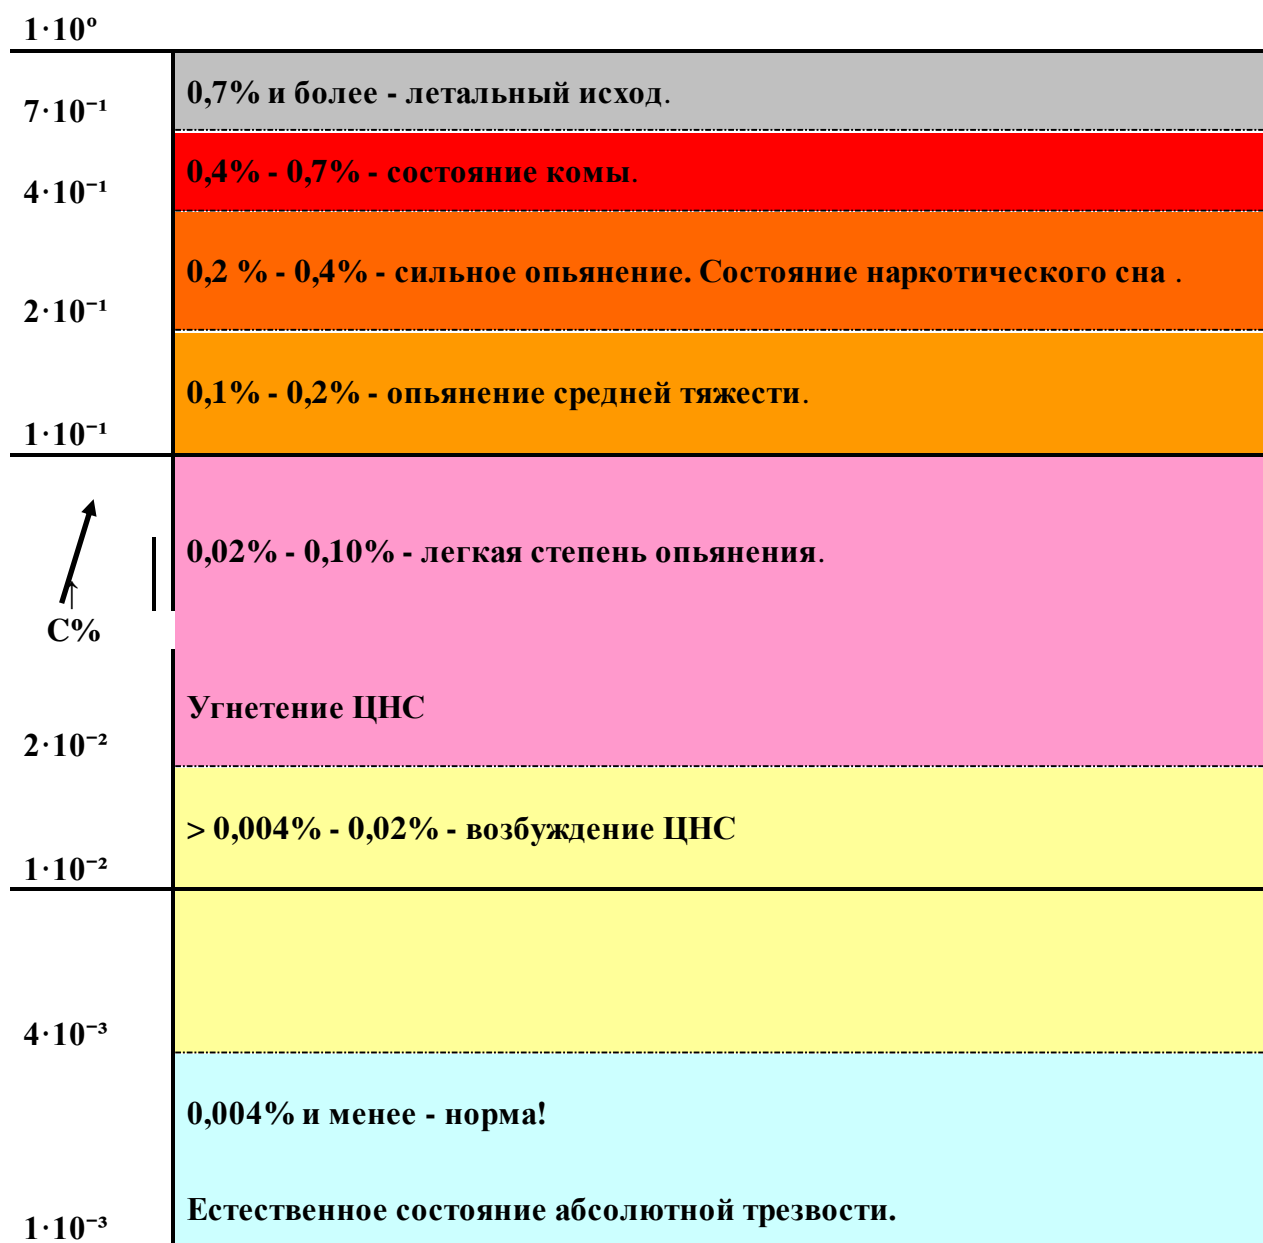 1·10º
0,7% и более - летальный исход.
7·10⁻¹
0,4% - 0,7% - состояние комы.
4·10⁻¹
0,2 % - 0,4% - сильное опьянение. Состояние наркотического сна .
2·10⁻¹
0,1% - 0,2% - опьянение средней тяжести.
1·10⁻¹
0,02% - 0,10% - легкая степень опьянения.
↑
С%
Угнетение ЦНС
2·10⁻²
> 0,004% - 0,02% - возбуждение ЦНС
1·10⁻²
4·10⁻³
0,004% и менее - норма!
Естественное состояние абсолютной трезвости.
1·10⁻³